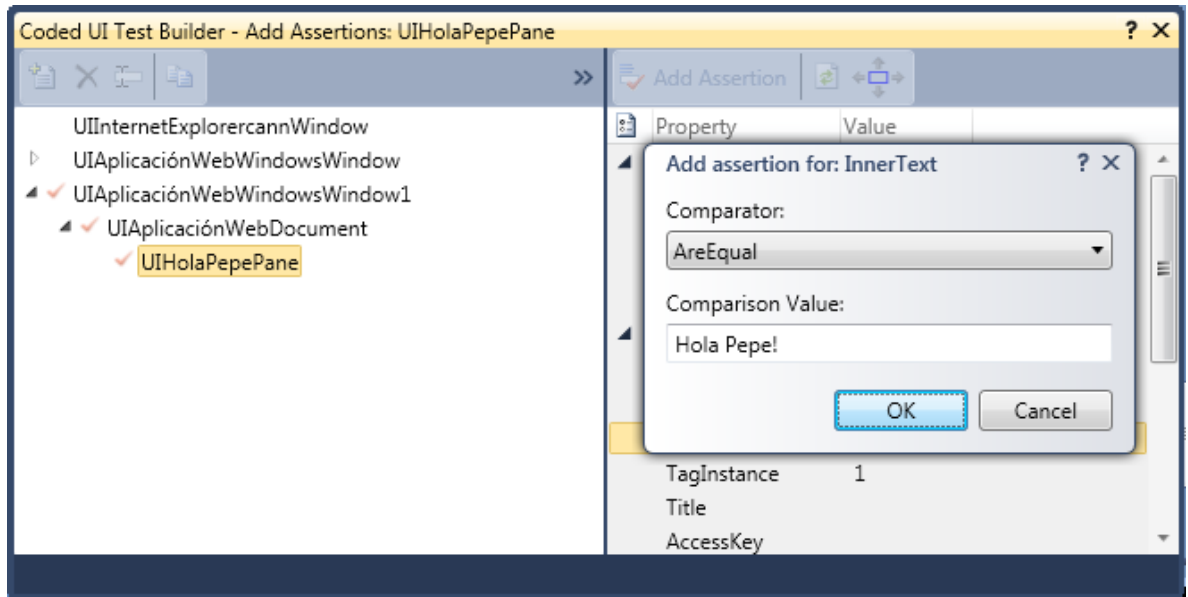 Coded UI Test Builder - Add Assertions: UIHolaPepePane
Add Assertion
UIInternetExplorercannWindow
UIAplicaciónWebWindowsWindow
UIAplicaciónWebWindowsWindow1
UIAplicaciónWebDocument
UIHolaPepePane
Property Value
Add assertion for: InnerText
Comparator:
AreEqual
Comparison Value:
Hola Pepe!
OK Cancel
TagInstance 1
Title
AccessKey